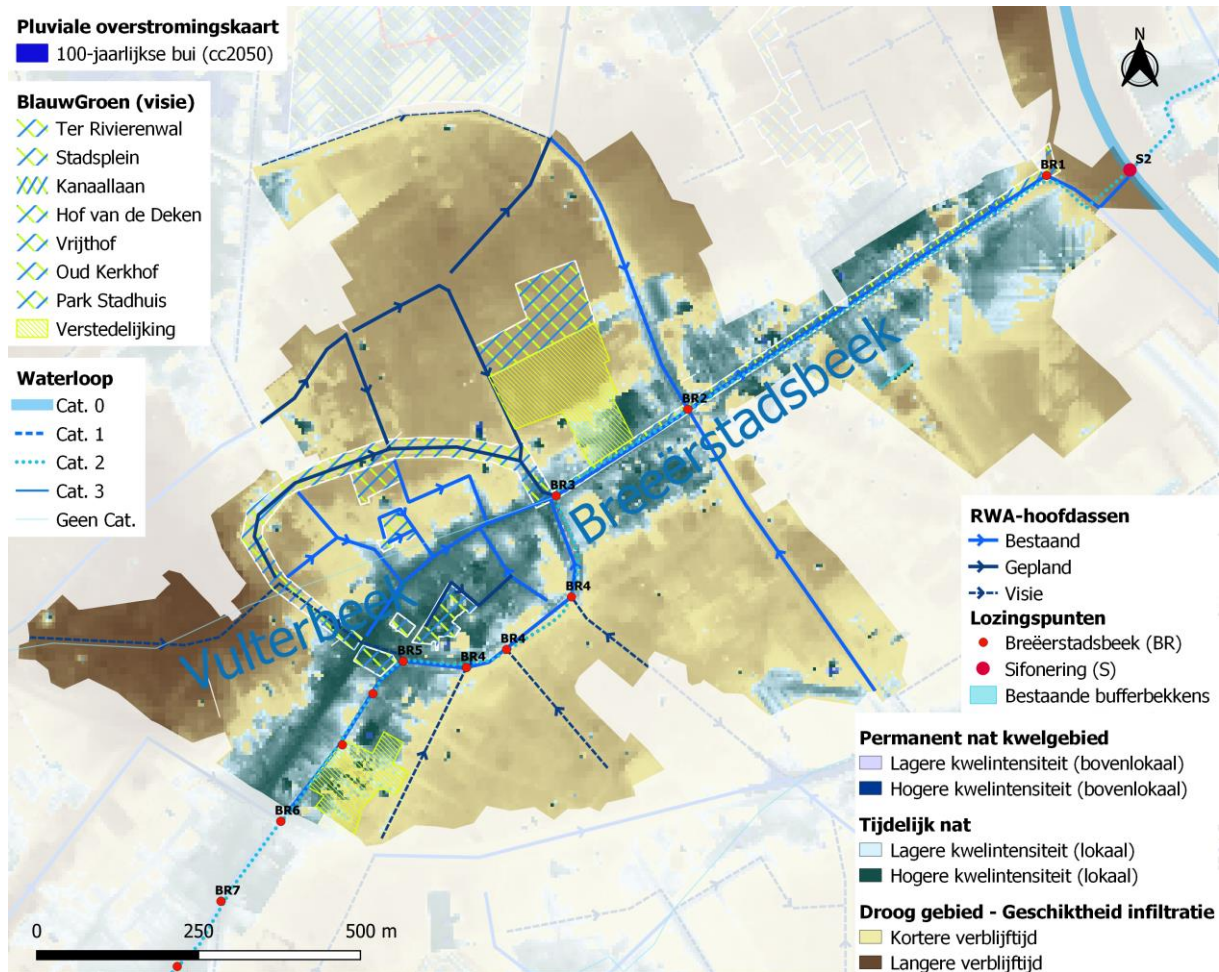 Pluviale overstromingskaart
100-jaarlijkse bui (cc2050)
BlauwGroen (visie)
Ter Rivierenwal
Stadsplein
Kanaallaan
Hof van de Deken
Vrijthof
Oud Kerkhof
Park Stadhuis
Verstedelijking
Waterloop
Cat. 0
Cat. 1
Cat. 2
Cat. 3
Geen Cat.
N
S2
BR1
BR2
BR3
BR4
BR4
BR4
BR5
BR6
BR7
Breëerstadsbeek
Vulterbeek
RWA-hoofdassen
Bestaand
Gepland
Visie
Lozingspunten
Breëerstadsbeek (BR)
Sifonering (S)
Bestaande bufferbekkens
Permanent nat kwelgebied
Lagere kwelintensiteit (bovenlokaal)
Hogere kwelintensiteit (bovenlokaal)
Tijdelijk nat
Lagere kwelintensiteit (lokaal)
Hogere kwelintensiteit (lokaal)
Droog gebied - Geschiktheid infiltratie
Kortere verblijftijd
Langere verblijftijd
0 250 500 m